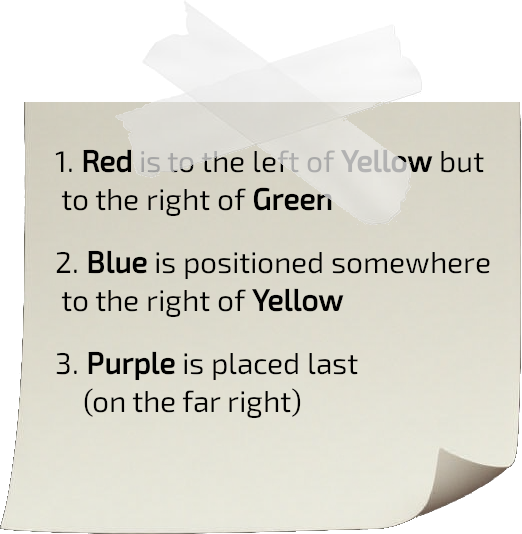 1. Red is to the left of Yellow but
to the right of Green
2. Blue is positioned somewhere
to the right of Yellow
3. Purple is placed last
(on the far right)